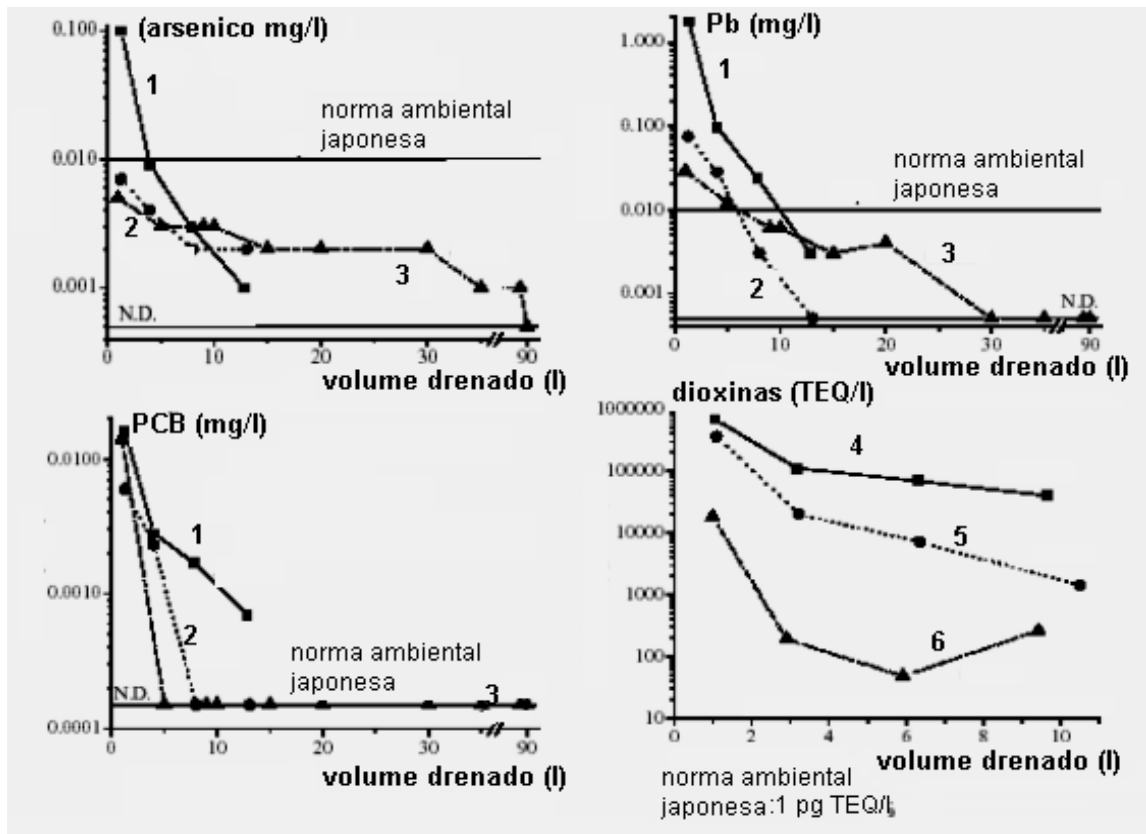 (arsenico mg/l)
0.100
1
norma ambiental
japonesa
0.010
2
3
0.001
N.D.
0 10 20 30 90
volume drenado (l)
Pb (mg/l)
1.000
1
0.100
norma ambiental
japonesa
0.010
3
2
0.001
N.D.
0 10 20 30 90
volume drenado (l)
PCB (mg/l)
0.0100
1
0.0010
2
norma ambiental
japonesa
N.D.
3
0.0001
0 10 20 30 90
volume drenado (l)
dioxinas (TEQ/l)
1000000
4
100000
10000
5
1000
6
100
10
0 2 4 6 8 10
volume drenado (l)
norma ambiental
japonesa:1 pg TEQ/l